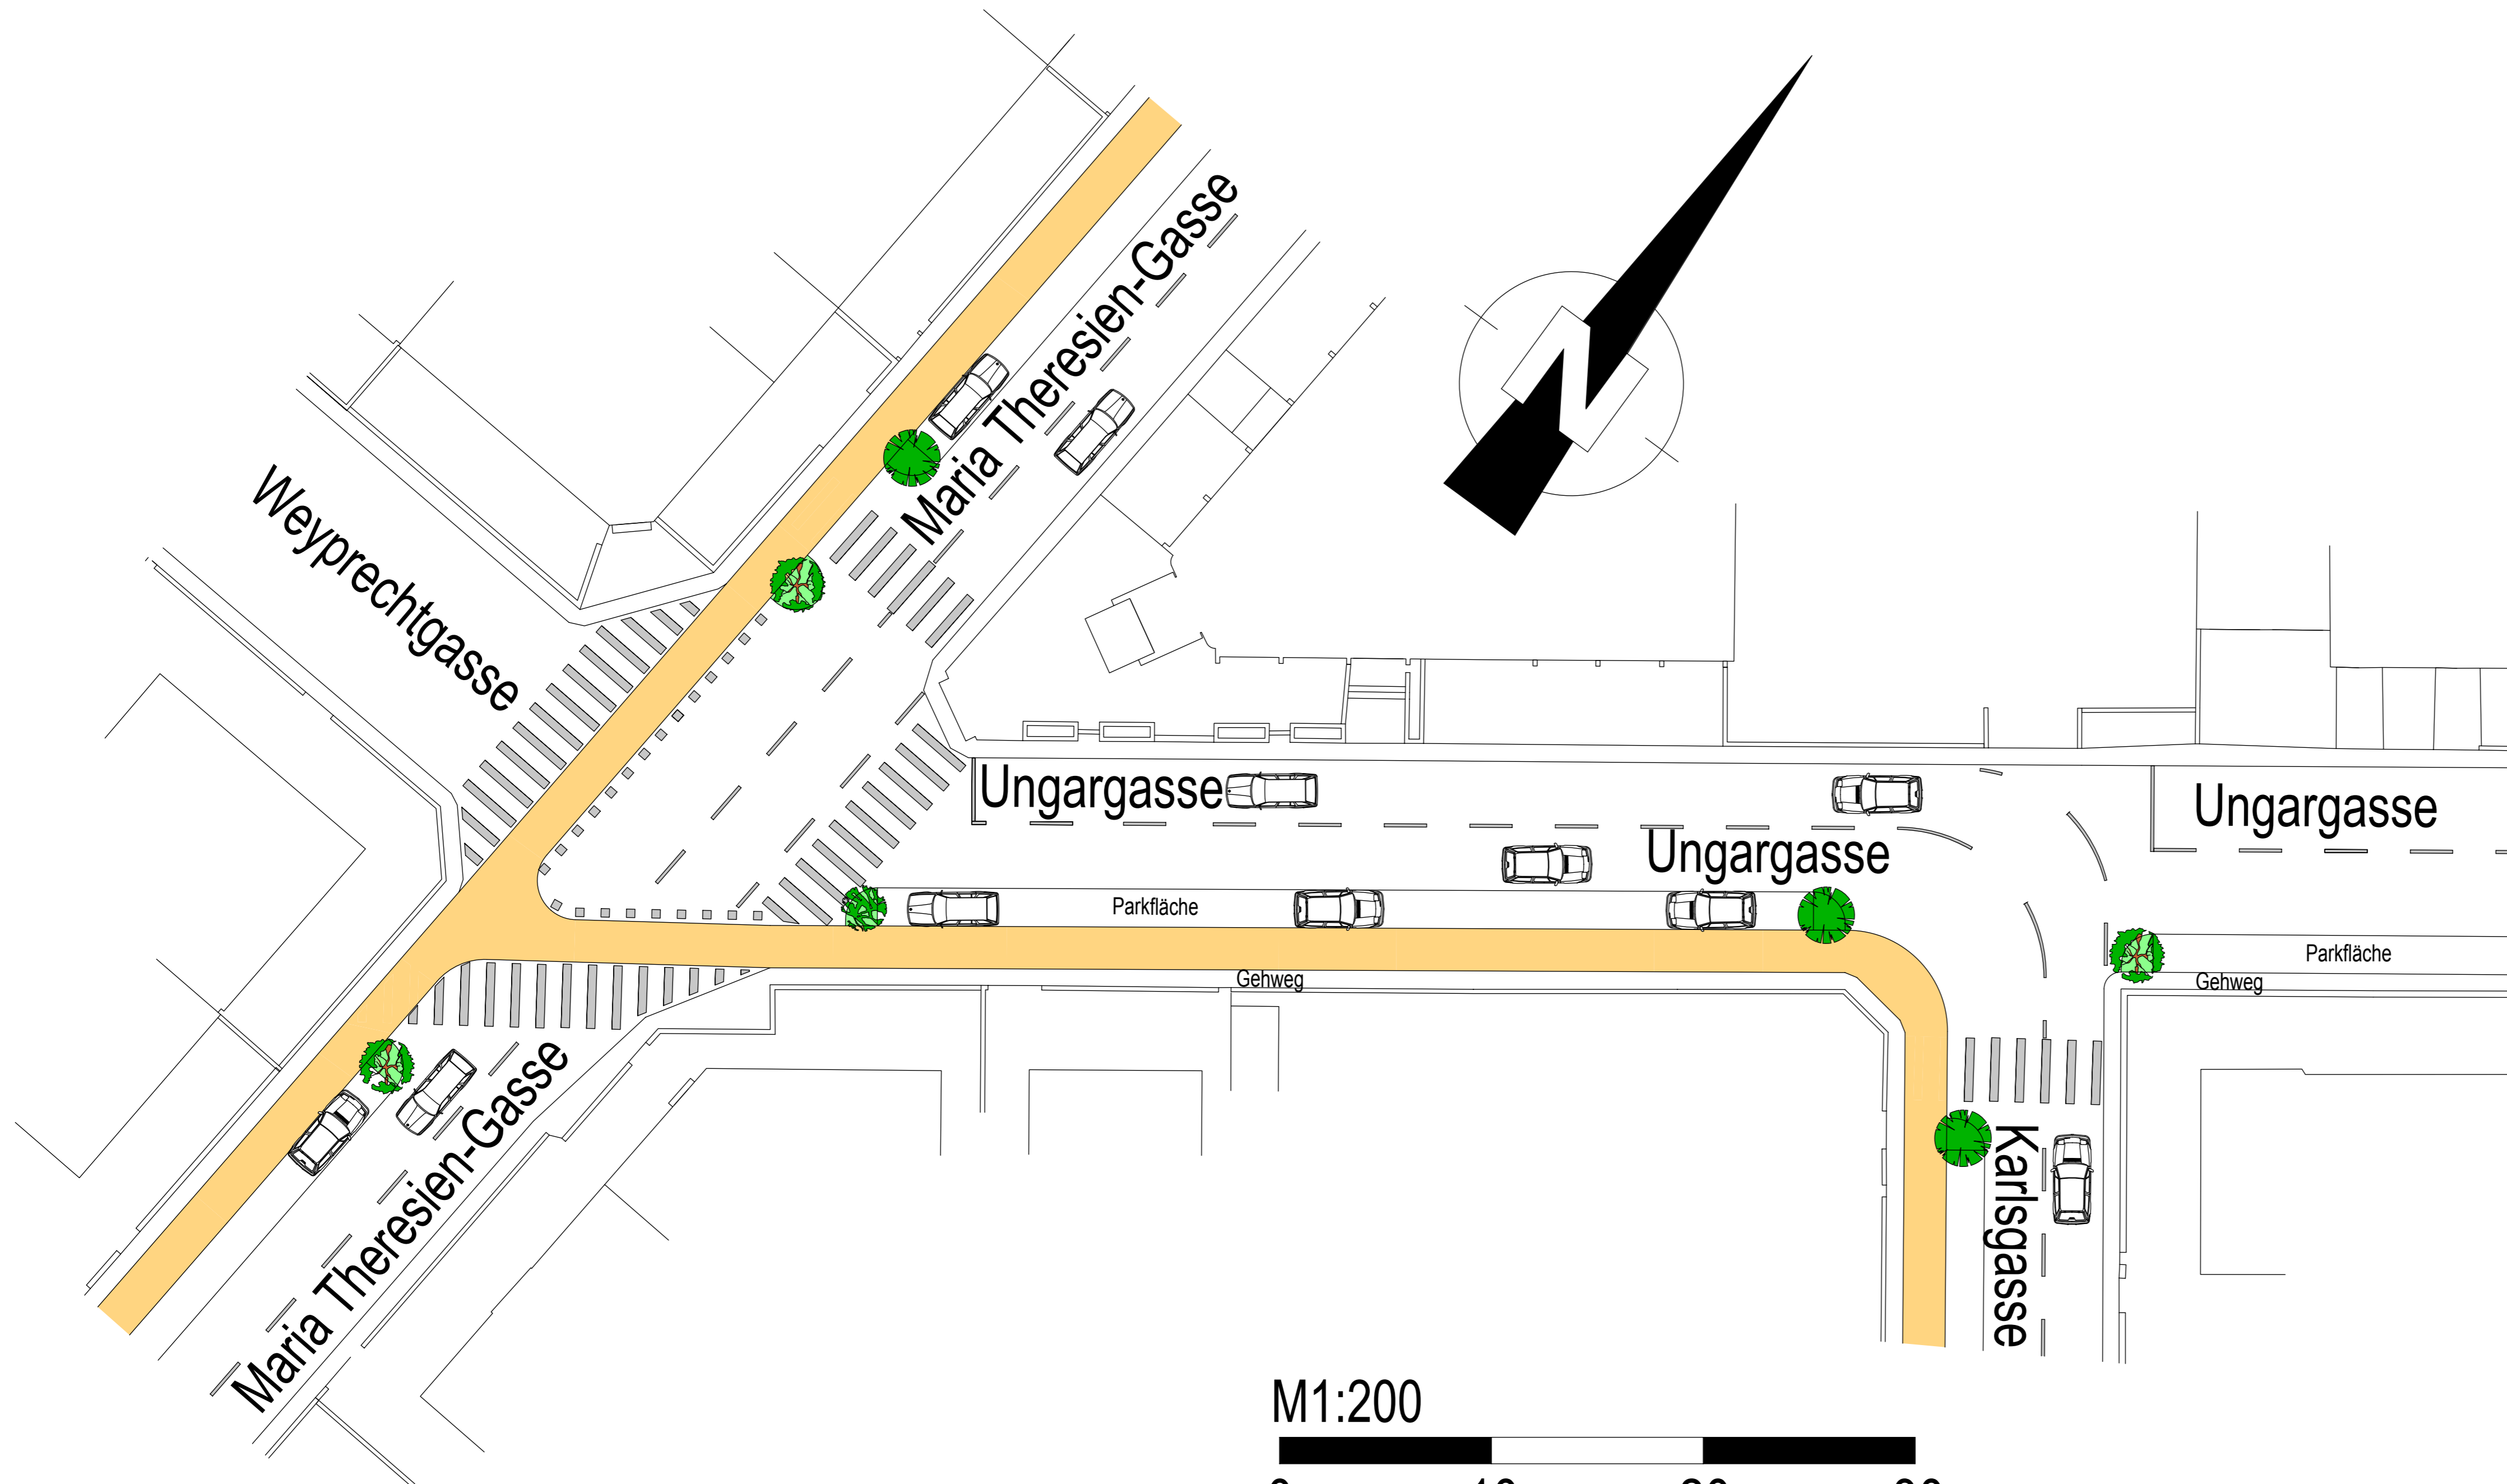 Maria Theresien-Gasse
N
Weyprechtgasse
Ungargasse
Ungargasse
Ungargasse
Parkfläche
Parkfläche
Gehweg
Gehweg
Maria Theresien-Gasse
Karlsgasse
M1:200